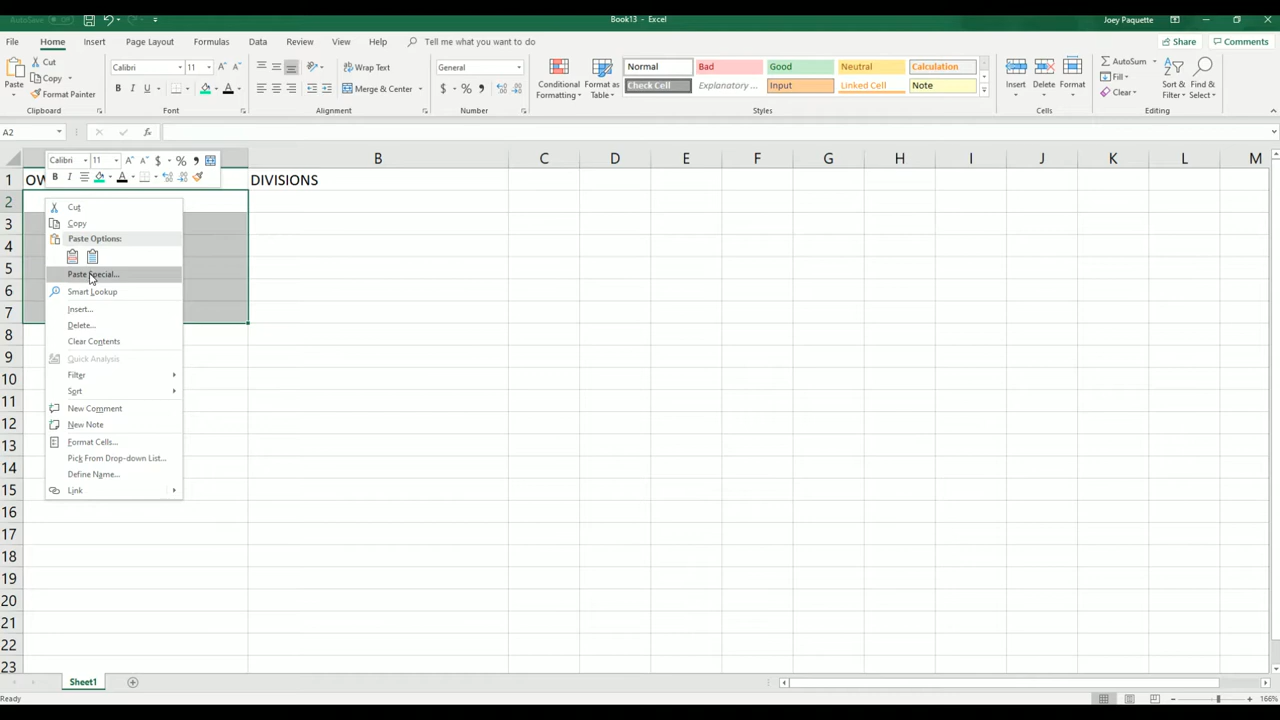 AutoSave Off Book13 - Excel Joey Paquette
File Home Insert Page Layout Formulas Data Review View Help Tell me what you want to do Share Comments
Paste Cut Copy Format Painter Clipboard
Calibri 11 A A B I U A Font
Wrap Text Merge & Center Alignment
General $ % , Number
Conditional Formatting Format as Table
Normal Bad Good Neutral Calculation
Check Cell Explanatory ... Input Linked Cell Note
Styles
Insert Delete Format Cells
AutoSum Fill Clear Sort & Filter Find & Select Editing
A2 fx
Calibri 11 A A $ % ,
B I A
A B C D E F G H I J K L M
1 OW DIVISIONS
2
3
4
5
6
7
8
9
10
11
12
13
14
15
16
17
18
19
20
21
22
23
Cut
Copy
Paste Options:
Paste Special...
Smart Lookup
Insert...
Delete...
Clear Contents
Quick Analysis
Filter
Sort
New Comment
New Note
Format Cells...
Pick From Drop-down List...
Define Name...
Link
Sheet1
Ready 166%